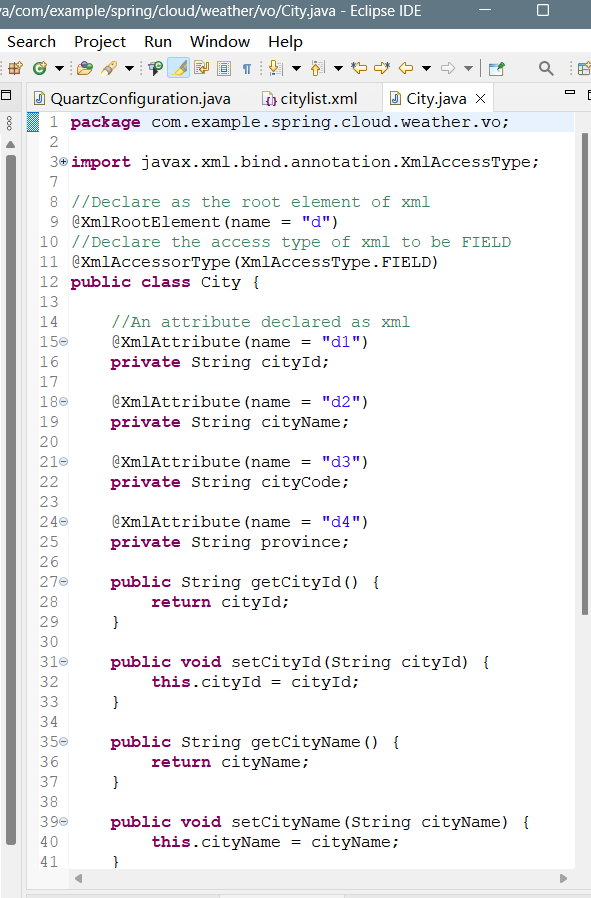 va/com/example/spring/cloud/weather/vo/City.java - Eclipse IDE
Search Project Run Window Help
QuartzConfiguration.java citylist.xml City.java
1 package com.example.spring.cloud.weather.vo;
2
3 import javax.xml.bind.annotation.XmlAccessType;
7
8 //Declare as the root element of xml
9 @XmlRootElement(name = "d")
10 //Declare the access type of xml to be FIELD
11 @XmlAccessorType(XmlAccessType.FIELD)
12 public class City {
13
14 //An attribute declared as xml
15 @XmlAttribute(name = "d1")
16 private String cityId;
17
18 @XmlAttribute(name = "d2")
19 private String cityName;
20
21 @XmlAttribute(name = "d3")
22 private String cityCode;
23
24 @XmlAttribute(name = "d4")
25 private String province;
26
27 public String getCityId() {
28 return cityId;
29 }
30
31 public void setCityId(String cityId) {
32 this.cityId = cityId;
33 }
34
35 public String getCityName() {
36 return cityName;
37 }
38
39 public void setCityName(String cityName) {
40 this.cityName = cityName;
41 }